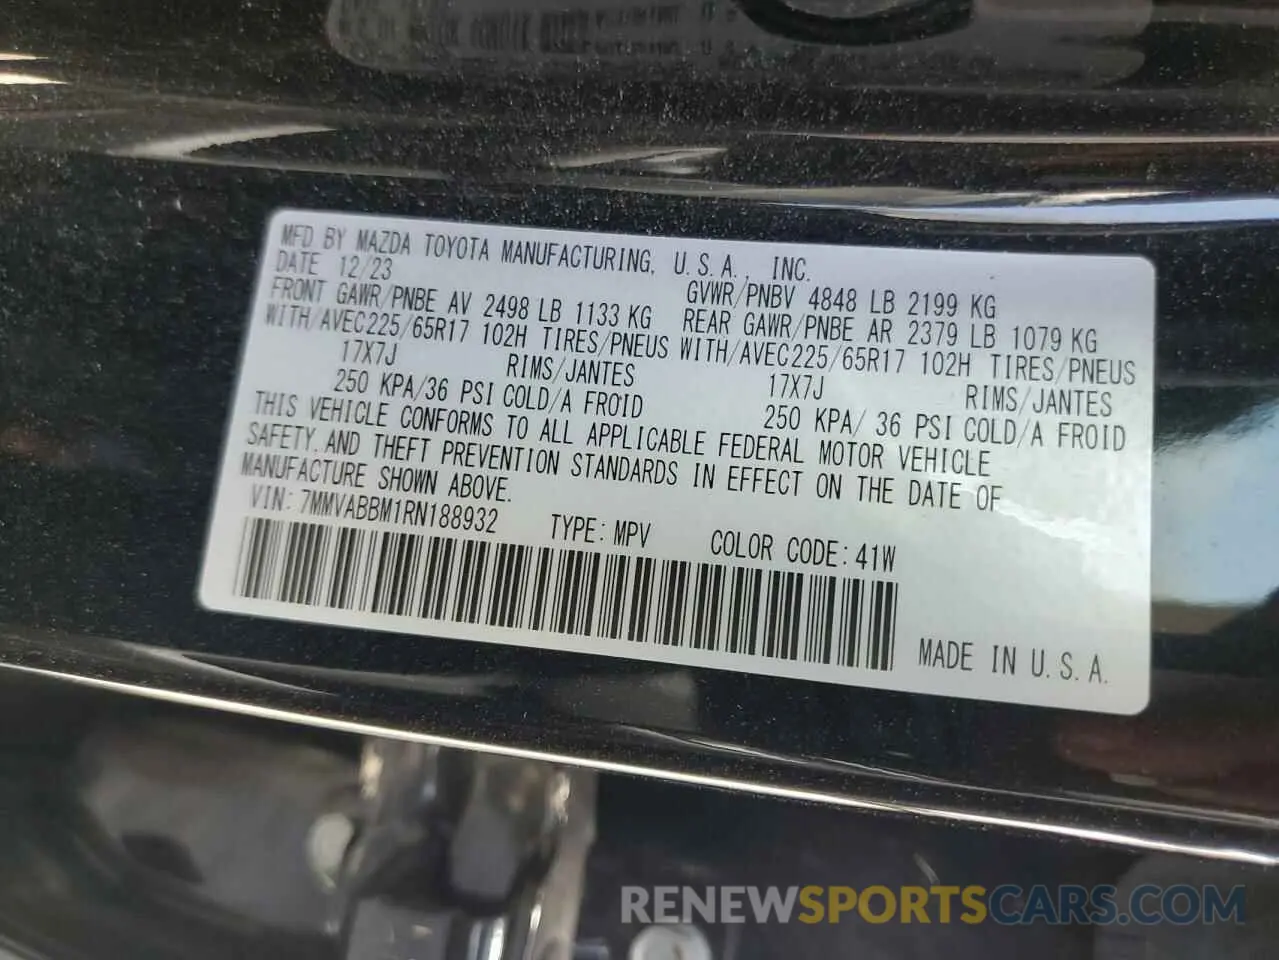 MFD BY MAZDA TOYOTA MANUFACTURING, U.S.A., INC.
DATE 12/23 GVWR/PNBV 4848 LB 2199 KG
FRONT GAWR/PNBE AV 2498 LB 1133 KG REAR GAWR/PNBE AR 2379 LB 1079 KG
WITH/AVEC225/65R17 102H TIRES/PNEUS WITH/AVEC225/65R17 102H TIRES/PNEUS
17X7J RIMS/JANTES 17X7J RIMS/JANTES
250 KPA/36 PSI COLD/A FROID 250 KPA/ 36 PSI COLD/A FROID
THIS VEHICLE CONFORMS TO ALL APPLICABLE FEDERAL MOTOR VEHICLE
SAFETY, AND THEFT PREVENTION STANDARDS IN EFFECT ON THE DATE OF
MANUFACTURE SHOWN ABOVE.
VIN: 7MMVABBM1RN188932 TYPE: MPV COLOR CODE: 41W
MADE IN U.S.A.
RENEWSPORTSCARS.COM